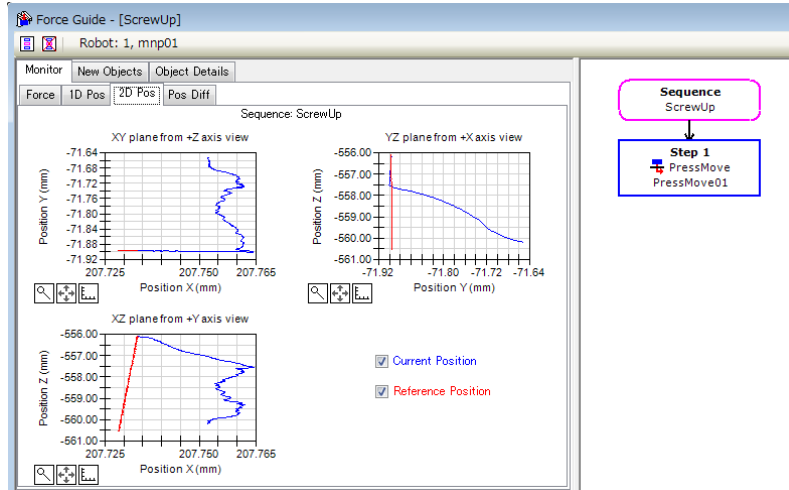 Force Guide - [ScrewUp]
Robot: 1, mnp01
Monitor New Objects Object Details
Force 1D Pos 2D Pos Pos Diff
Sequence: ScrewUp
XY plane from +Z axis view
Position Y (mm)
-71.64
-71.68
-71.72
-71.76
-71.80
-71.84
-71.88
-71.92
207.725 207.750 207.765
Position X (mm)
YZ plane from +X axis view
Position Z (mm)
-556.00
-557.00
-558.00
-559.00
-560.00
-561.00
-71.92 -71.80 -71.72 -71.64
Position Y (mm)
XZ plane from +Y axis view
Position Z (mm)
-556.00
-557.00
-558.00
-559.00
-560.00
-561.00
207.725 207.750 207.765
Position X (mm)
Current Position
Reference Position
Sequence
ScrewUp
Step 1
PressMove
PressMove01